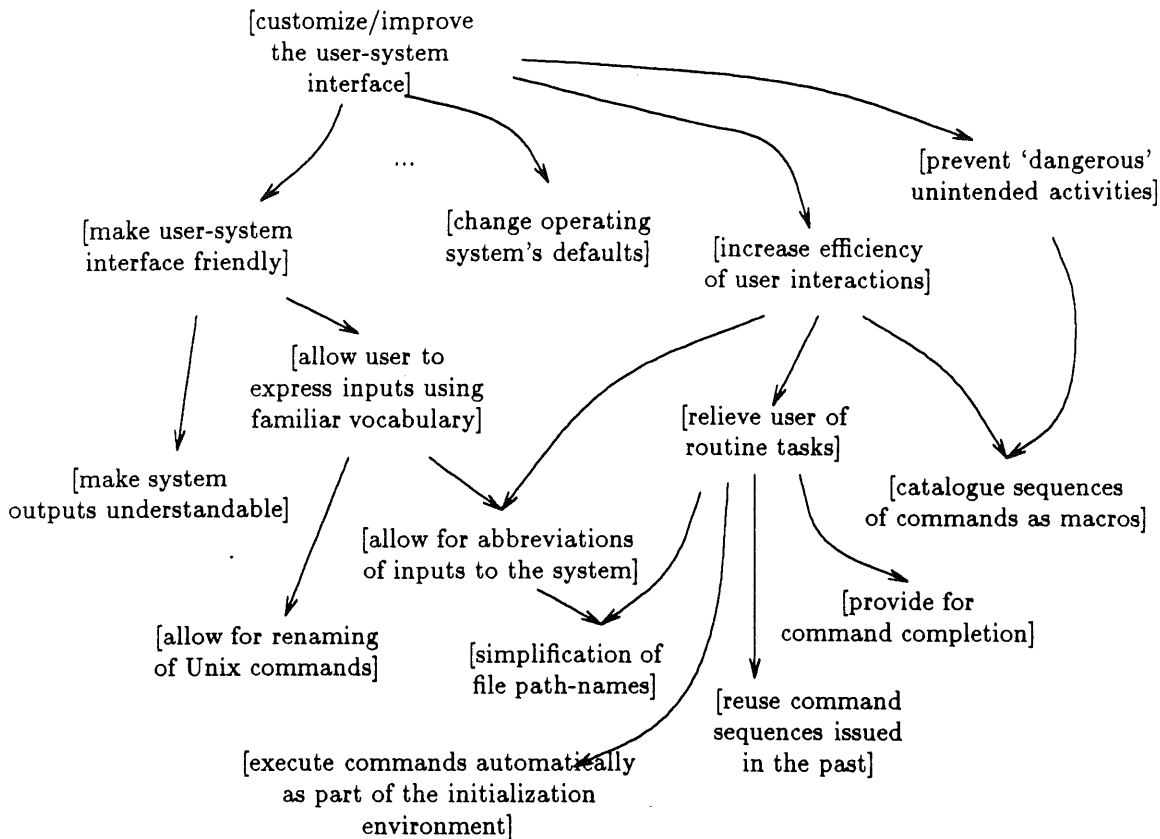 [customize/improve
the user-system
interface]
...
[prevent ‘dangerous’
unintended activities]
[make user-system
interface friendly]
[change operating
system’s defaults]
[increase efficiency
of user interactions]
[allow user to
express inputs using
familiar vocabulary]
[relieve user of
routine tasks]
[make system
outputs understandable]
[catalogue sequences
of commands as macros]
[allow for abbreviations
of inputs to the system]
[provide for
command completion]
[allow for renaming
of Unix commands]
[simplification of
file path-names]
[reuse command
sequences issued
in the past]
[execute commands automatically
as part of the initialization
environment]